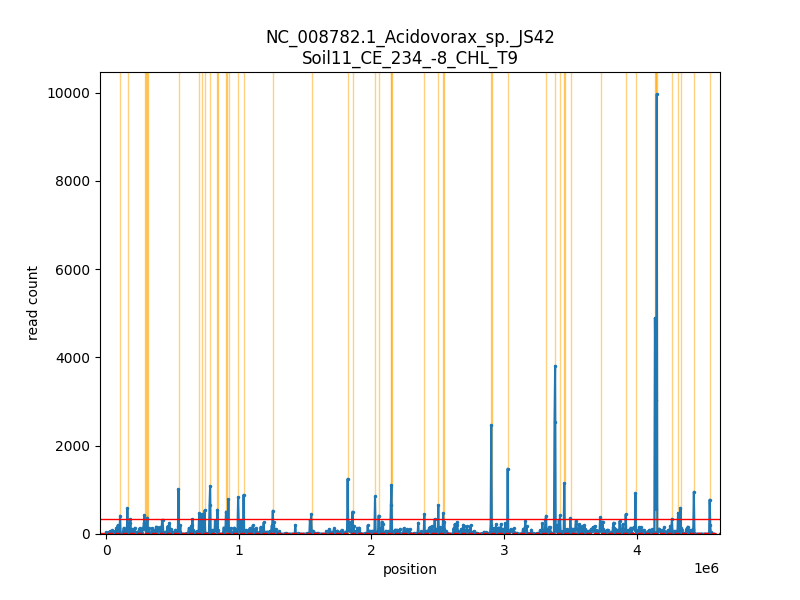 NC_008782.1_Acidovorax_sp._JS42
Soil11_CE_234_-8_CHL_T9
10000
8000
6000
4000
2000
0
read count
0
1
2
3
4
1e6
position